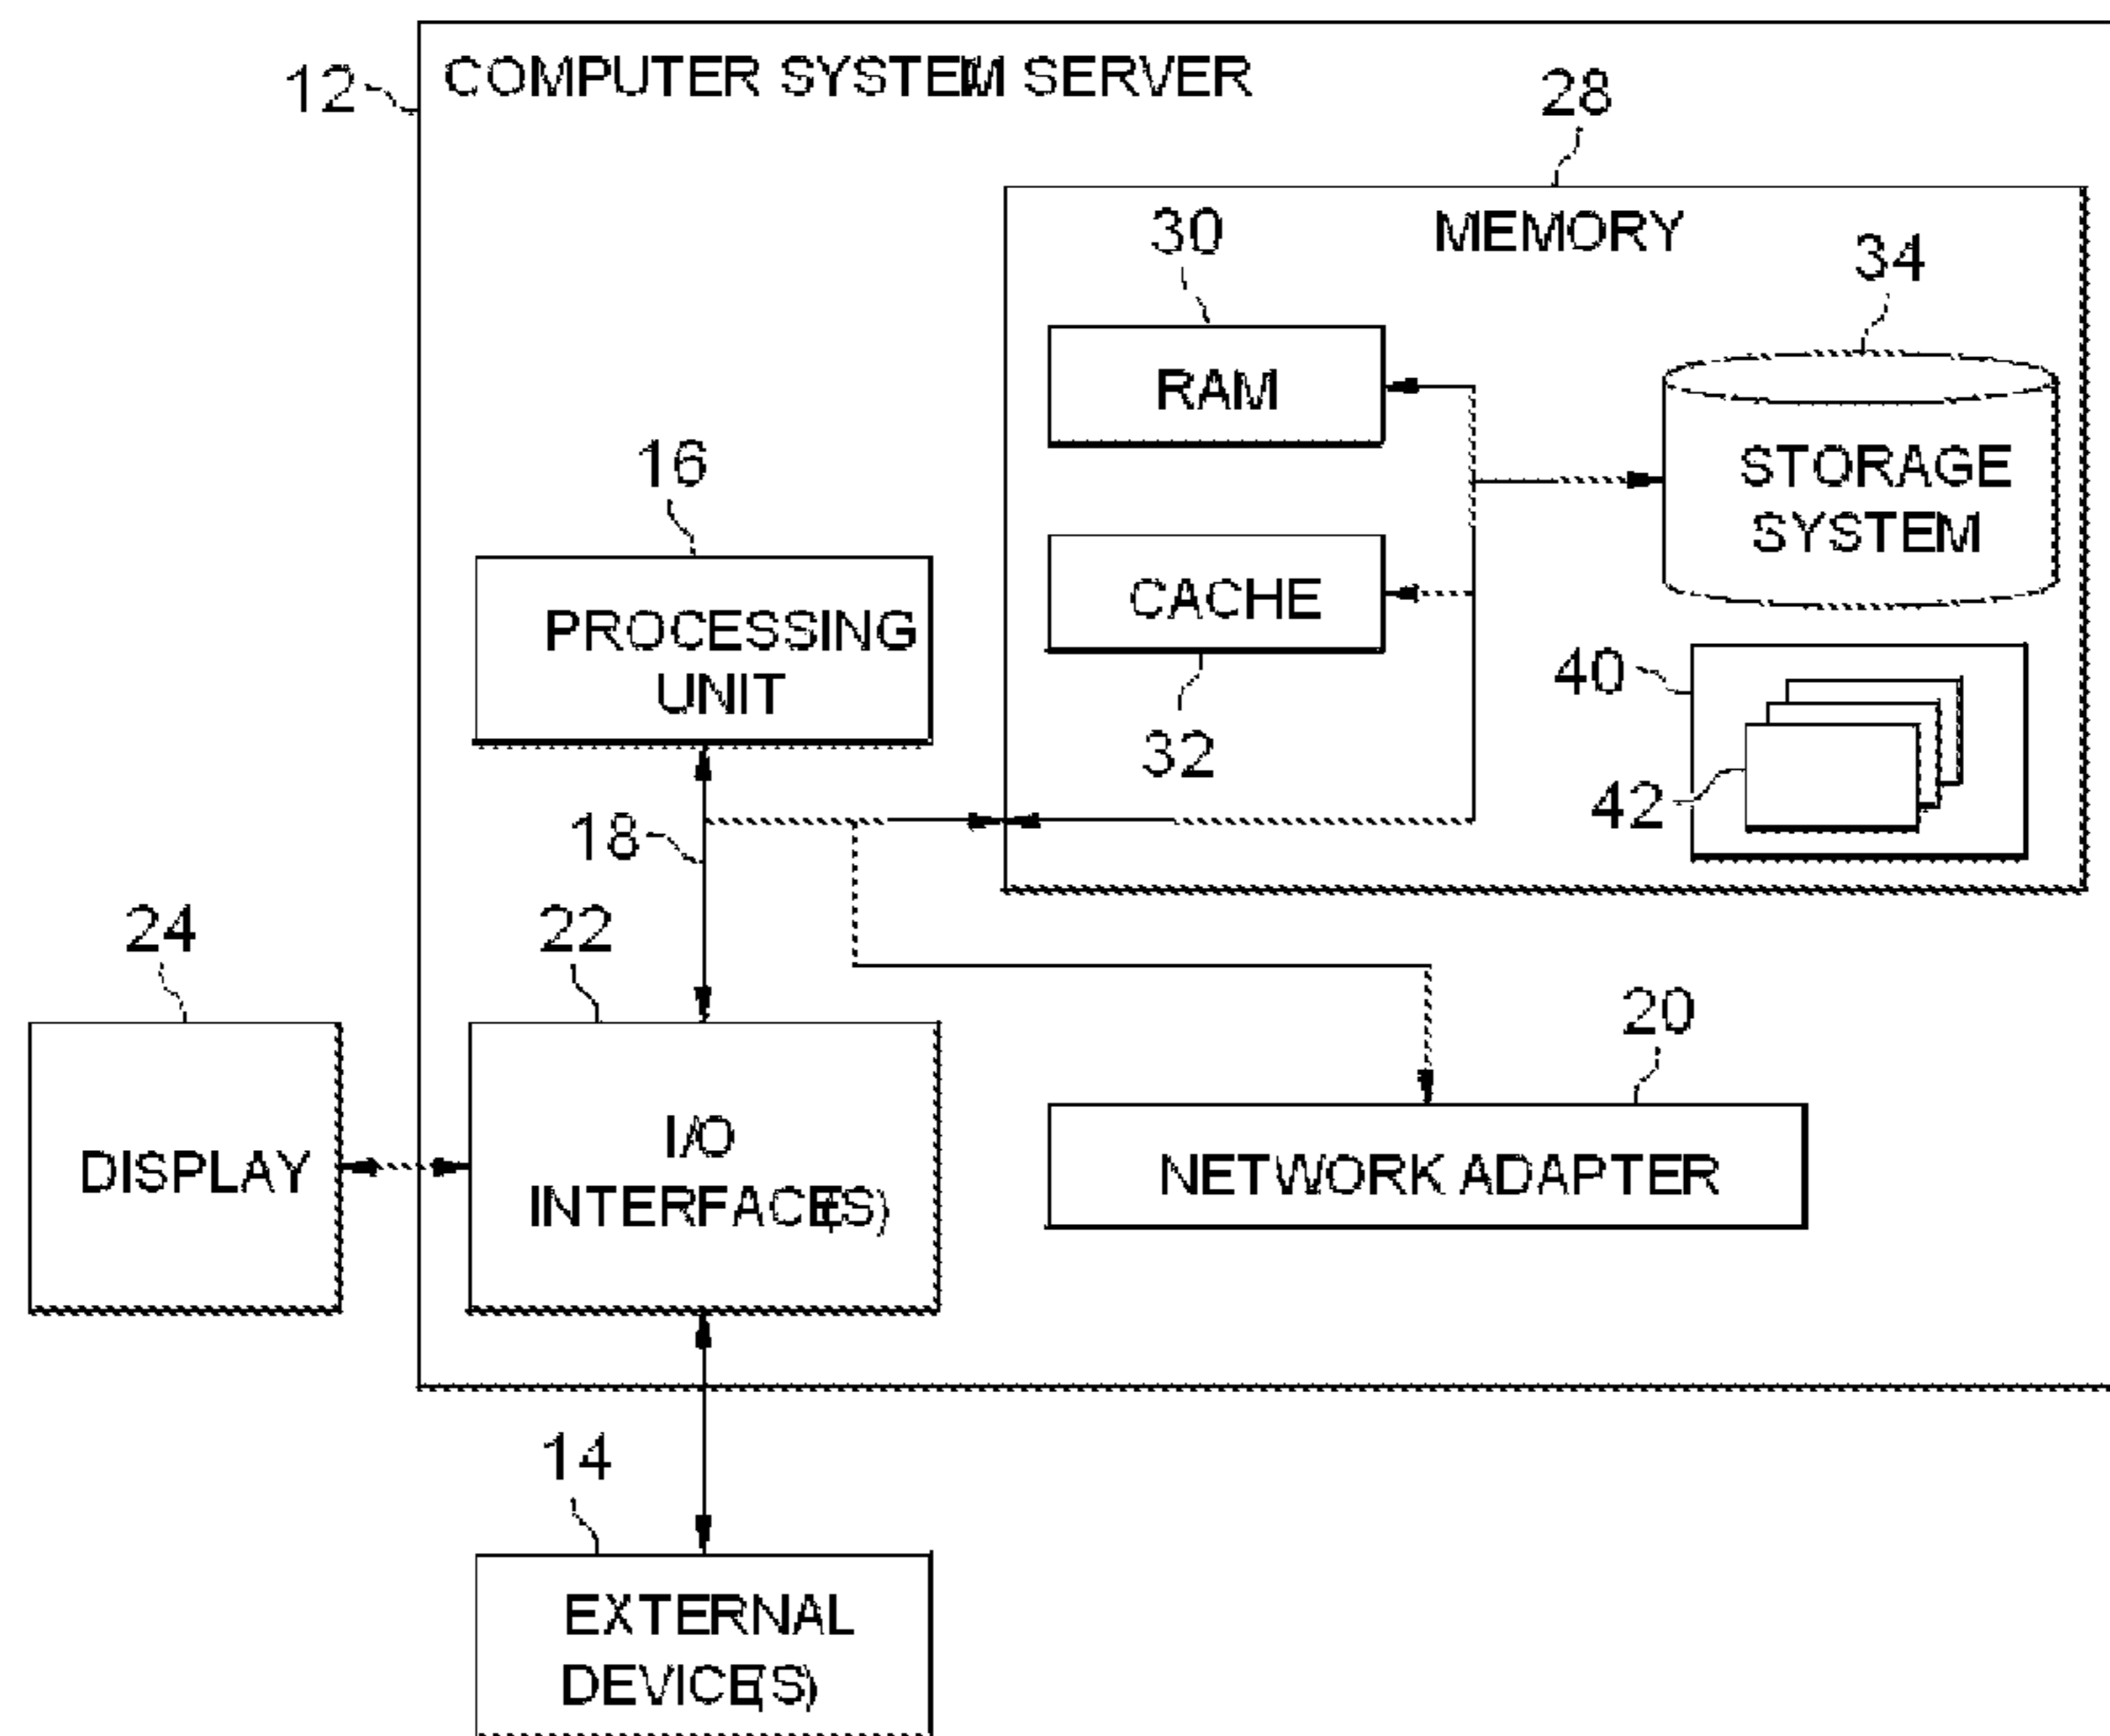 12
COMPUTER SYSTEM SERVER
28
30
MEMORY
34
RAM
16
STORAGE
SYSTEM
CACHE
PROCESSING
UNIT
40
32
42
18
24
22
20
I/O
INTERFACE(S)
DISPLAY
NETWORK ADAPTER
14
EXTERNAL
DEVICE(S)